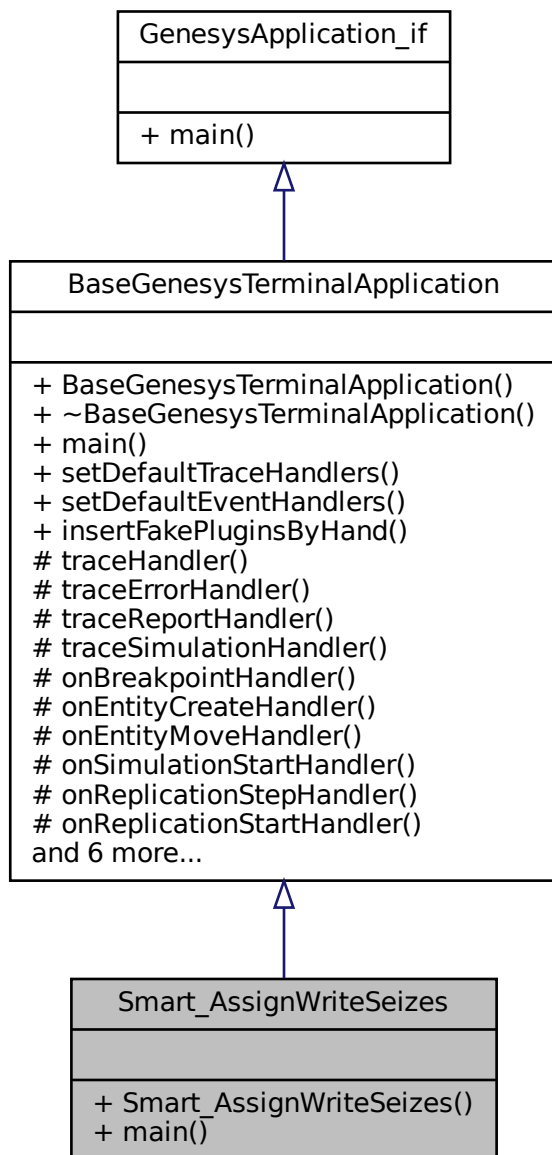 GenesysApplication_if
+ main()
BaseGenesysTerminalApplication
+ BaseGenesysTerminalApplication()
+ ~BaseGenesysTerminalApplication()
+ main()
+ setDefaultTraceHandlers()
+ setDefaultEventHandlers()
+ insertFakePluginsByHand()
# traceHandler()
# traceErrorHandler()
# traceReportHandler()
# traceSimulationHandler()
# onBreakpointHandler()
# onEntityCreateHandler()
# onEntityMoveHandler()
# onSimulationStartHandler()
# onReplicationStepHandler()
# onReplicationStartHandler()
and 6 more...
Smart_AssignWriteSeizes
+ Smart_AssignWriteSeizes()
+ main()